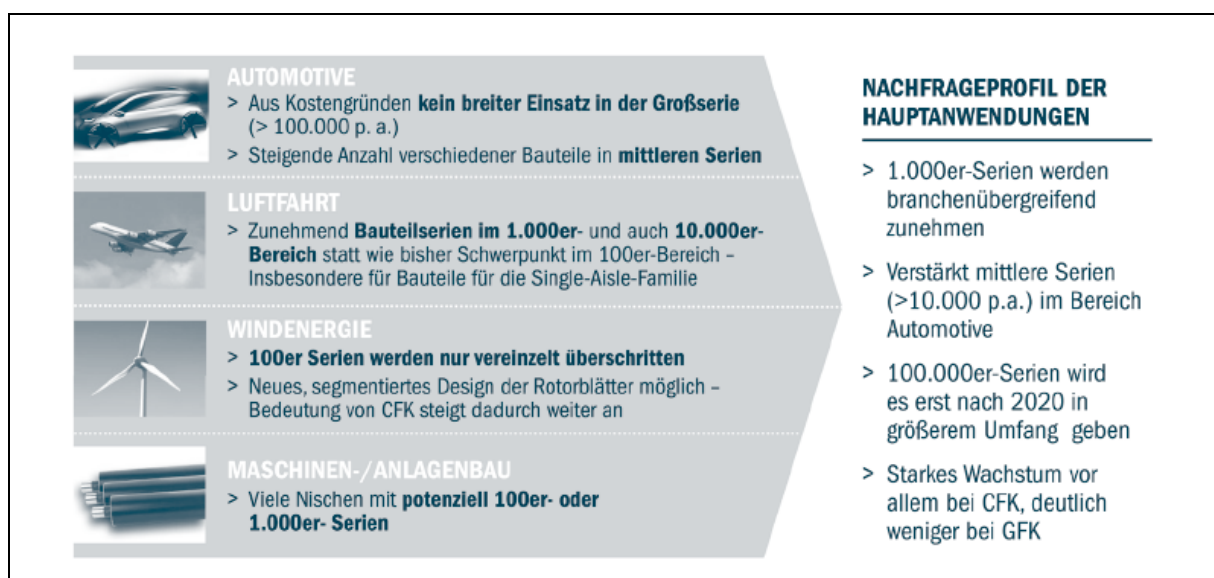 AUTOMOTIVE
> Aus Kostengründen kein breiter Einsatz in der Großserie
(> 100.000 p. a.)
> Steigende Anzahl verschiedener Bauteile in mittleren Serien
LUFTFAHRT
> Zunehmend Bauteilserien im 1.000er- und auch 10.000er-
Bereich statt wie bisher Schwerpunkt im 100er-Bereich –
Insbesondere für Bauteile für die Single-Aisle-Familie
WINDENERGIE
> 100er Serien werden nur vereinzelt überschritten
> Neues, segmentiertes Design der Rotorblätter möglich –
Bedeutung von CFK steigt dadurch weiter an
MASCHINEN-/ANLAGENBAU
> Viele Nischen mit potenziell 100er- oder
1.000er- Serien
NACHFRAGEPROFIL DER
HAUPTANWENDUNGEN
> 1.000er-Serien werden
branchenübergreifend
zunehmen
> Verstärkt mittlere Serien
(>10.000 p.a.) im Bereich
Automotive
> 100.000er-Serien wird
es erst nach 2020 in
größerem Umfang geben
> Starkes Wachstum vor
allem bei CFK, deutlich
weniger bei GFK